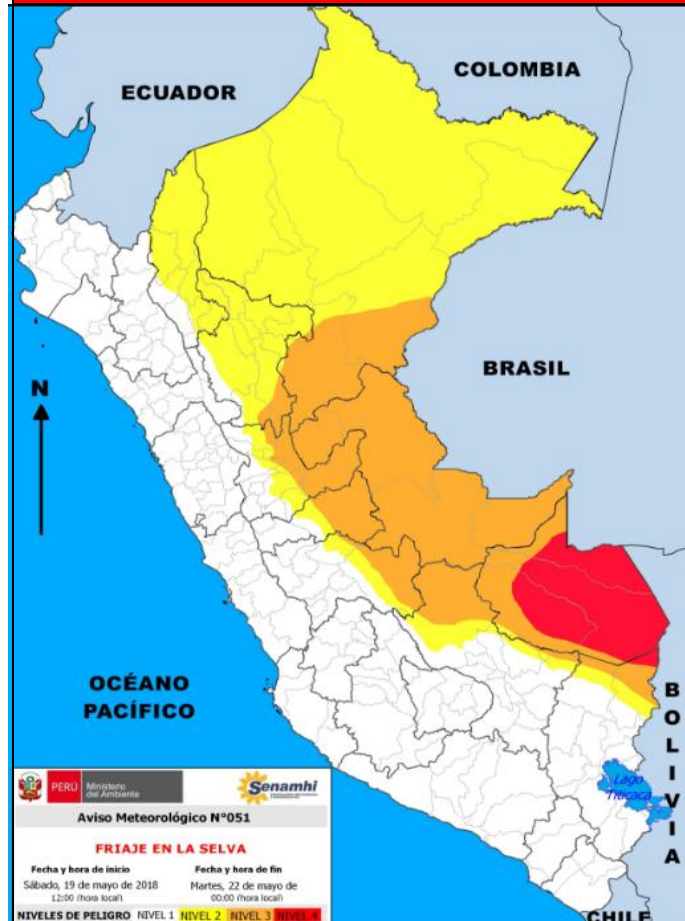 COLOMBIA
ECUADOR
BRASIL
N
OCÉANO
PACÍFICO
BOLIVIA
Lago
Titicaca
CHILE
PERÚ Ministerio
del Ambiente
Senamhi
Aviso Meteorológico N°051
FRIAJE EN LA SELVA
Fecha y hora de inicio Fecha y hora de fin
Sábado, 19 de mayo de 2018 Martes, 22 de mayo de
12:00 (hora local) 00:00 (hora local)
NIVELES DE PELIGRO NIVEL 1 NIVEL 2 NIVEL 3 NIVEL 4